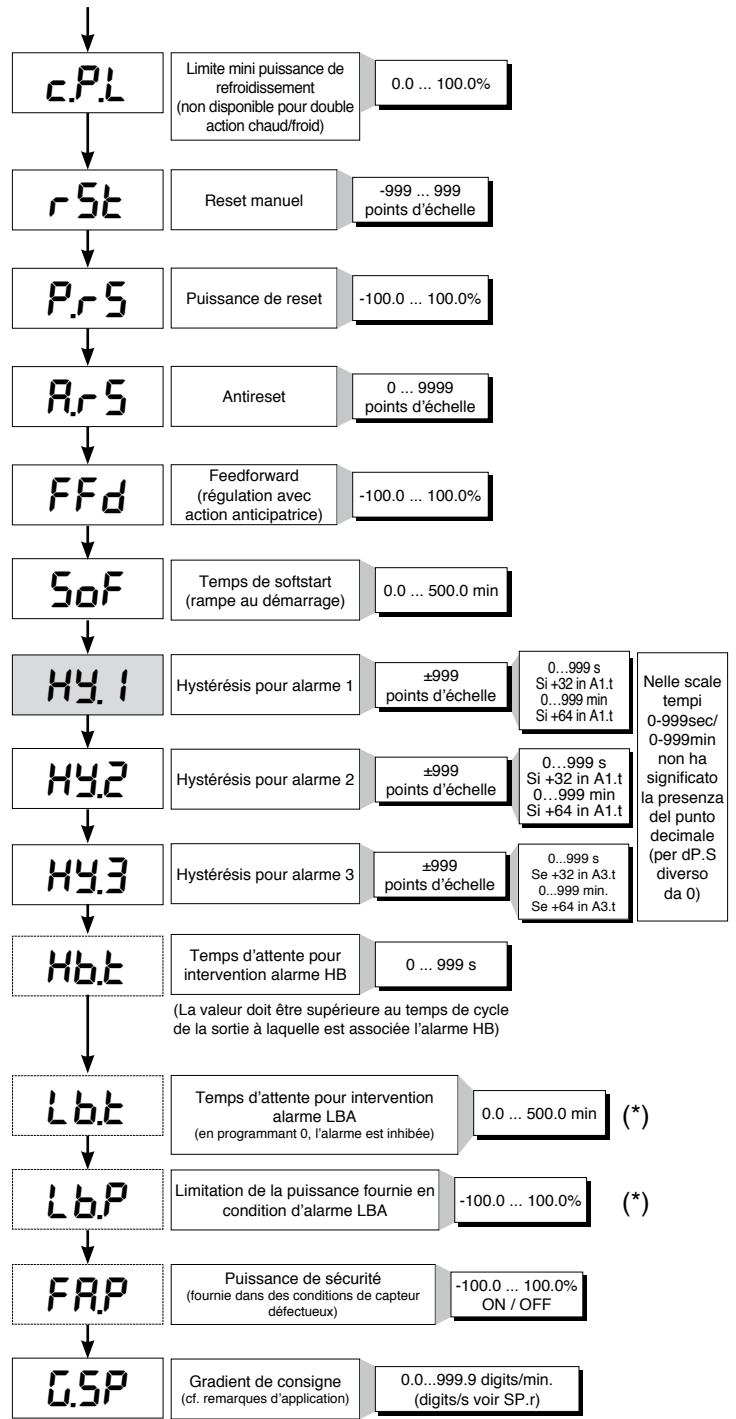 c.P.L
Limite mini puissance de
refroidissement
(non disponible pour double
action chaud/froid)
0.0 ... 100.0%
rSt
Reset manuel
-999 ... 999
points d'échelle
P.rS
Puissance de reset
-100.0 ... 100.0%
A.rS
Antireset
0 ... 9999
points d'échelle
FFd
Feedforward
(régulation avec
action anticipatrice)
-100.0 ... 100.0%
SoF
Temps de softstart
(rampe au démarrage)
0.0 ... 500.0 min
HY.1
Hystérésis pour alarme 1
±999
points d'échelle
0…999 s
Si +32 in A1.t
0…999 min
Si +64 in A1.t
Nelle scale
tempi
0-999sec/
0-999min
non ha
significato
la presenza
del punto
decimale
(per dP.S
diverso
da 0)
HY.2
Hystérésis pour alarme 2
±999
points d'échelle
0…999 s
Si +32 in A1.t
0…999 min
Si +64 in A1.t
HY.3
Hystérésis pour alarme 3
±999
points d'échelle
0...999 s
Se +32 in A3.t
0...999 min.
Se +64 in A3.t
Hb.t
Temps d'attente pour
intervention alarme HB
0 ... 999 s
(La valeur doit être supérieure au temps de cycle
de la sortie à laquelle est associée l'alarme HB)
Lb.t
Temps d'attente pour intervention
alarme LBA
(en programmant 0, l'alarme est inhibée)
0.0 ... 500.0 min
(*)
Lb.P
Limitation de la puissance fournie en
condition d'alarme LBA
-100.0 ... 100.0%
(*)
FA.P
Puissance de sécurité
(fournie dans des conditions de capteur
défectueux)
-100.0 ... 100.0%
ON / OFF
G.SP
Gradient de consigne
(cf. remarques d'application)
0.0...999.9 digits/min.
(digits/s voir SP.r)